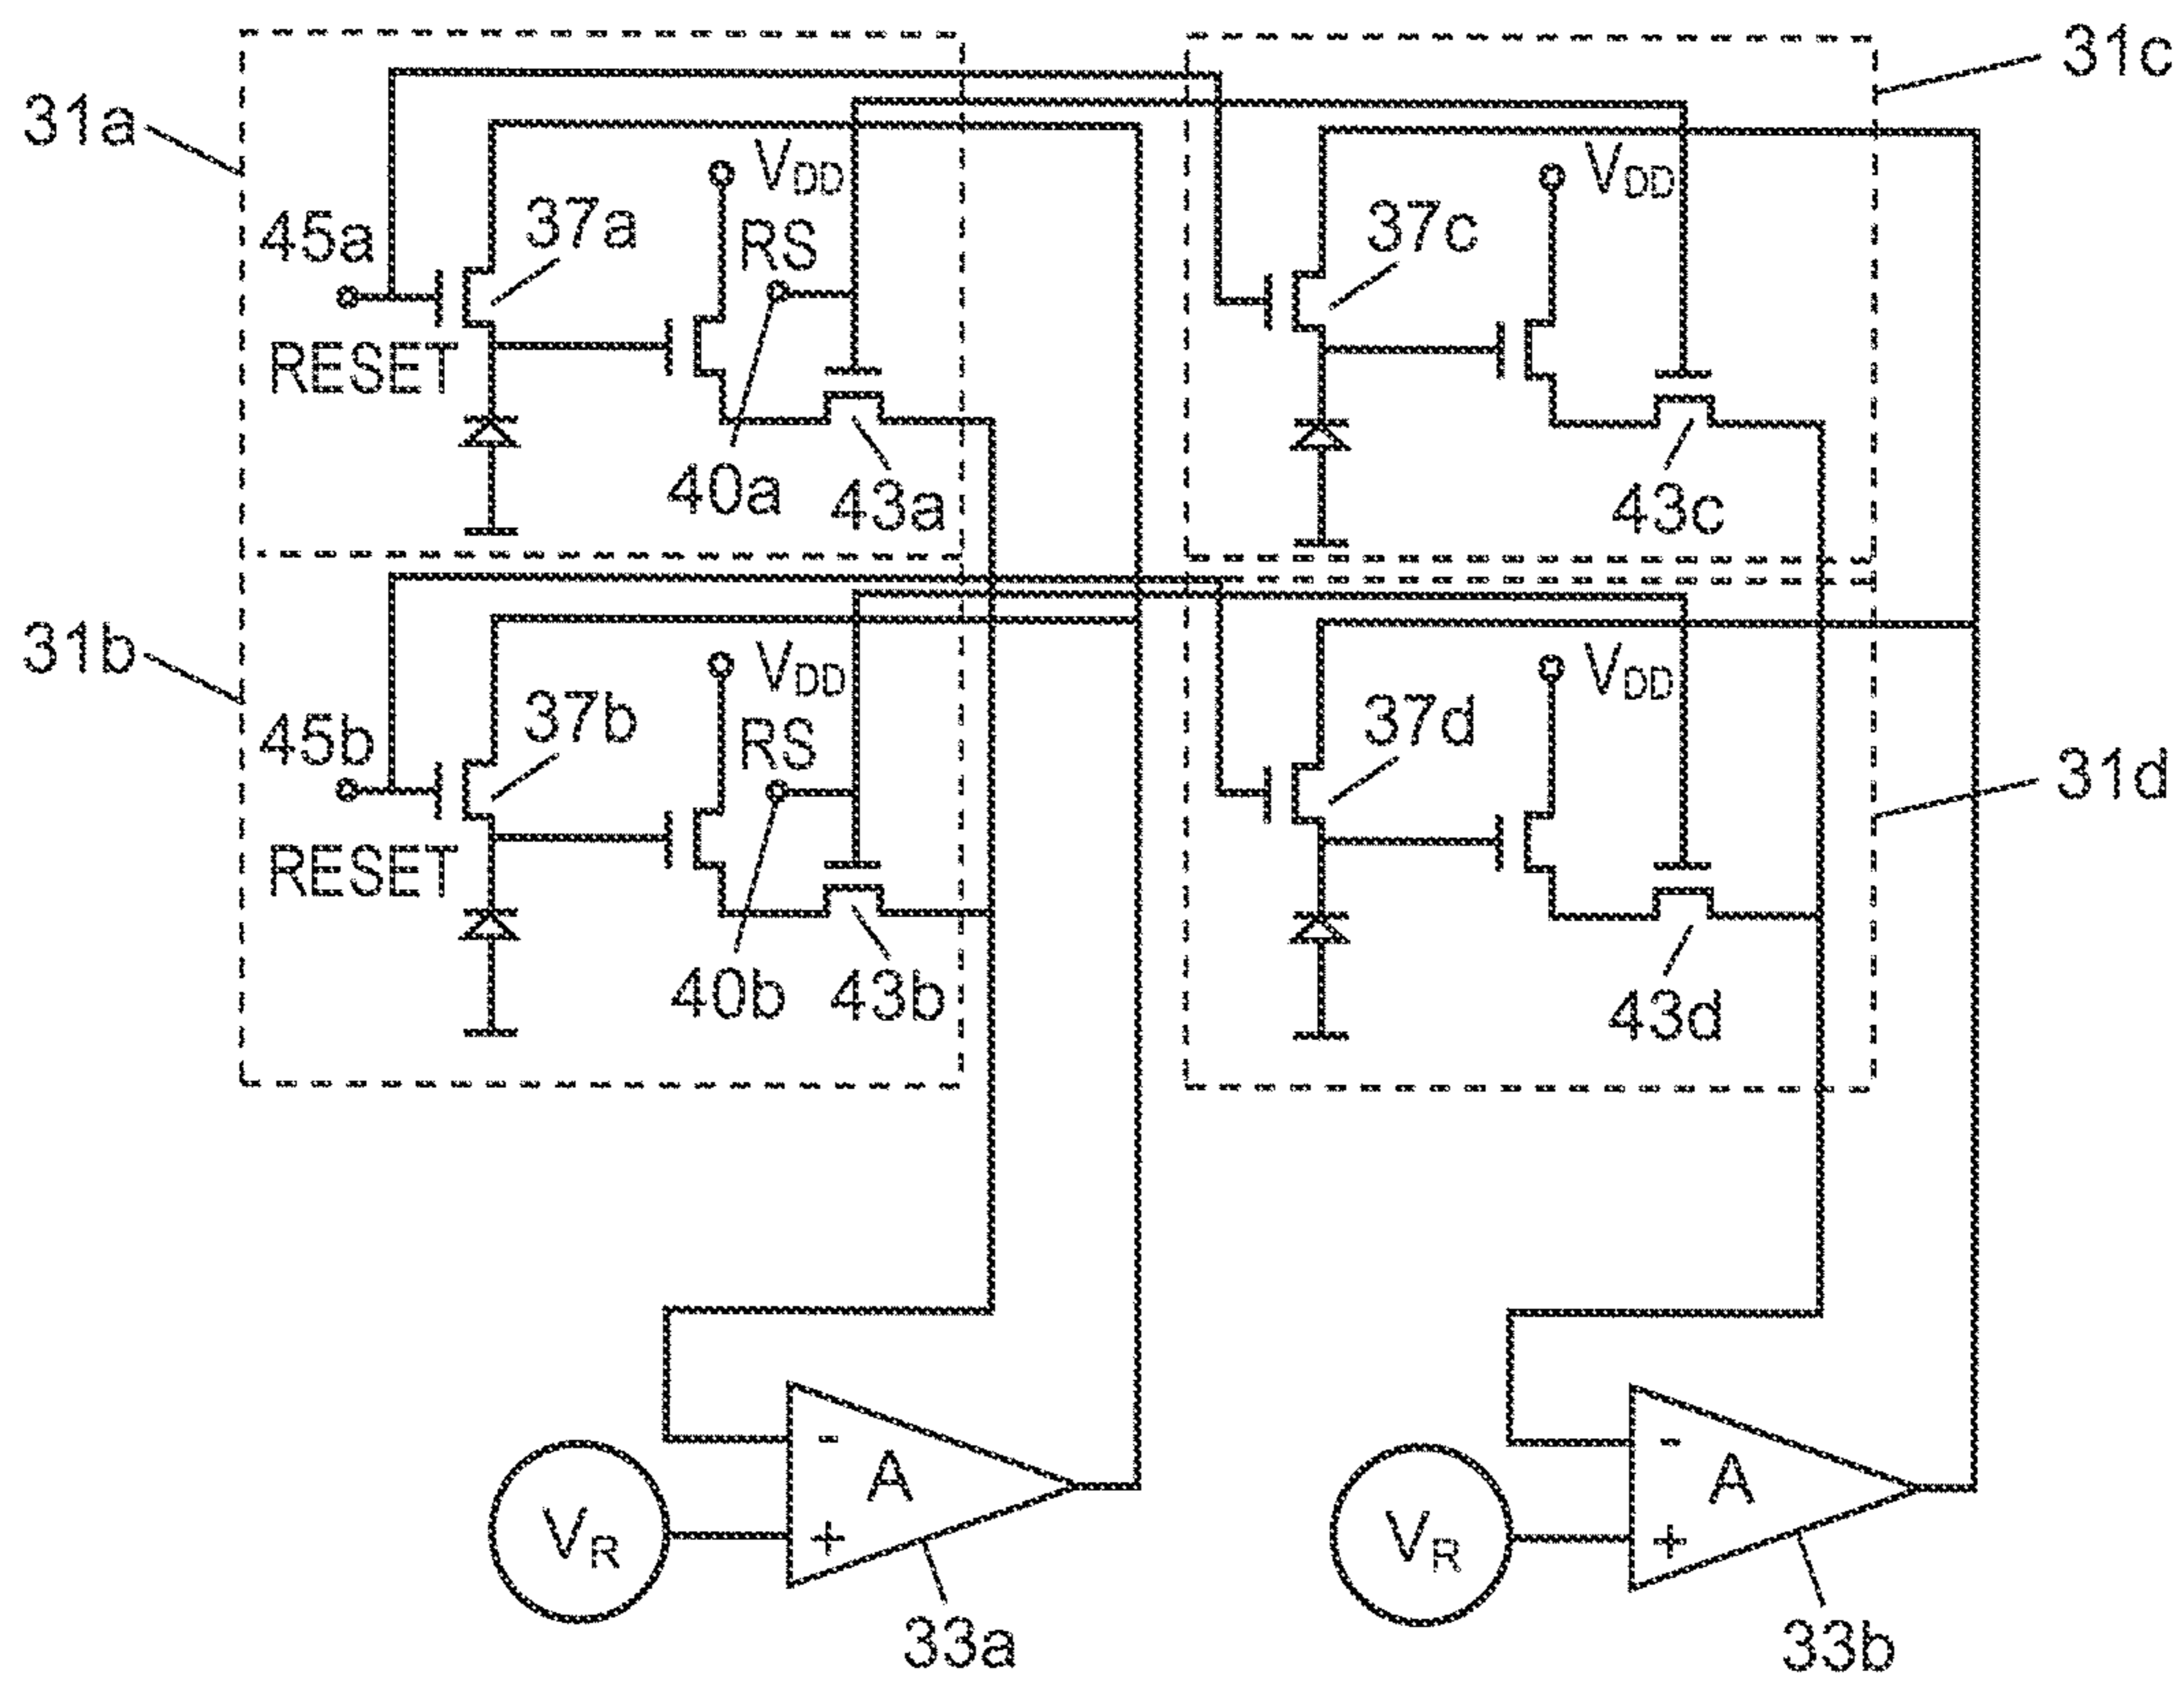 31c
31a
VDD
VDD
45a
37a
RS
37c
RESET
40a
43a
43c
31b
VDD
VDD
45b
37b
RS
37d
31d
RESET
40b
43b
43d
-
A
-
A
VR
+
VR
+
33a
33b